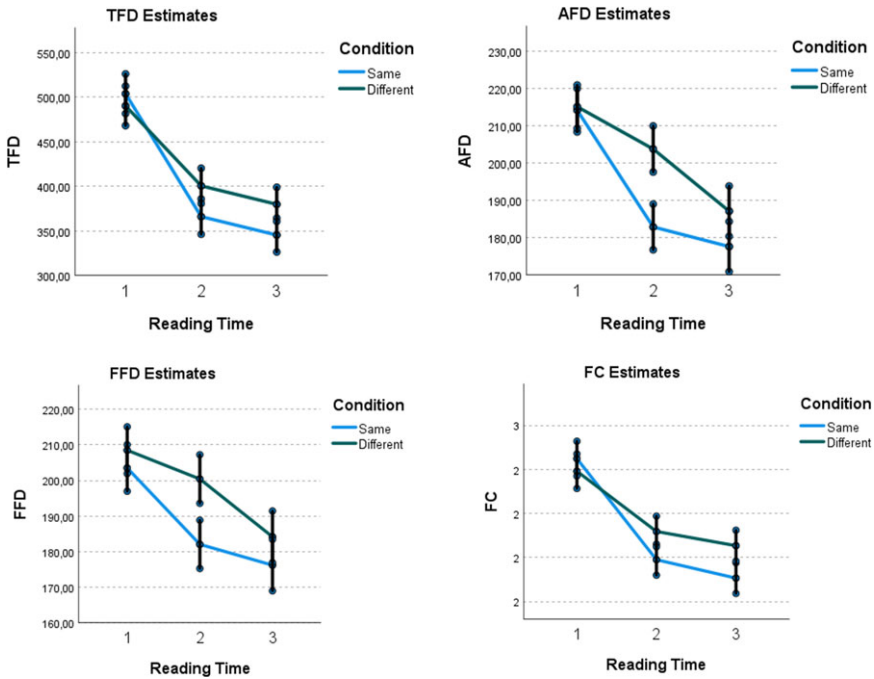 TFD Estimates
550,00
500,00
450,00
400,00
350,00
300,00
TFD
1 2 3
Reading Time
Condition
Same
Different
AFD Estimates
230,00
220,00
210,00
200,00
190,00
180,00
170,00
AFD
1 2 3
Reading Time
Condition
Same
Different
FFD Estimates
220,00
210,00
200,00
190,00
180,00
170,00
160,00
FFD
1 2 3
Reading Time
Condition
Same
Different
FC Estimates
3
2
2
2
2
FC
1 2 3
Reading Time
Condition
Same
Different